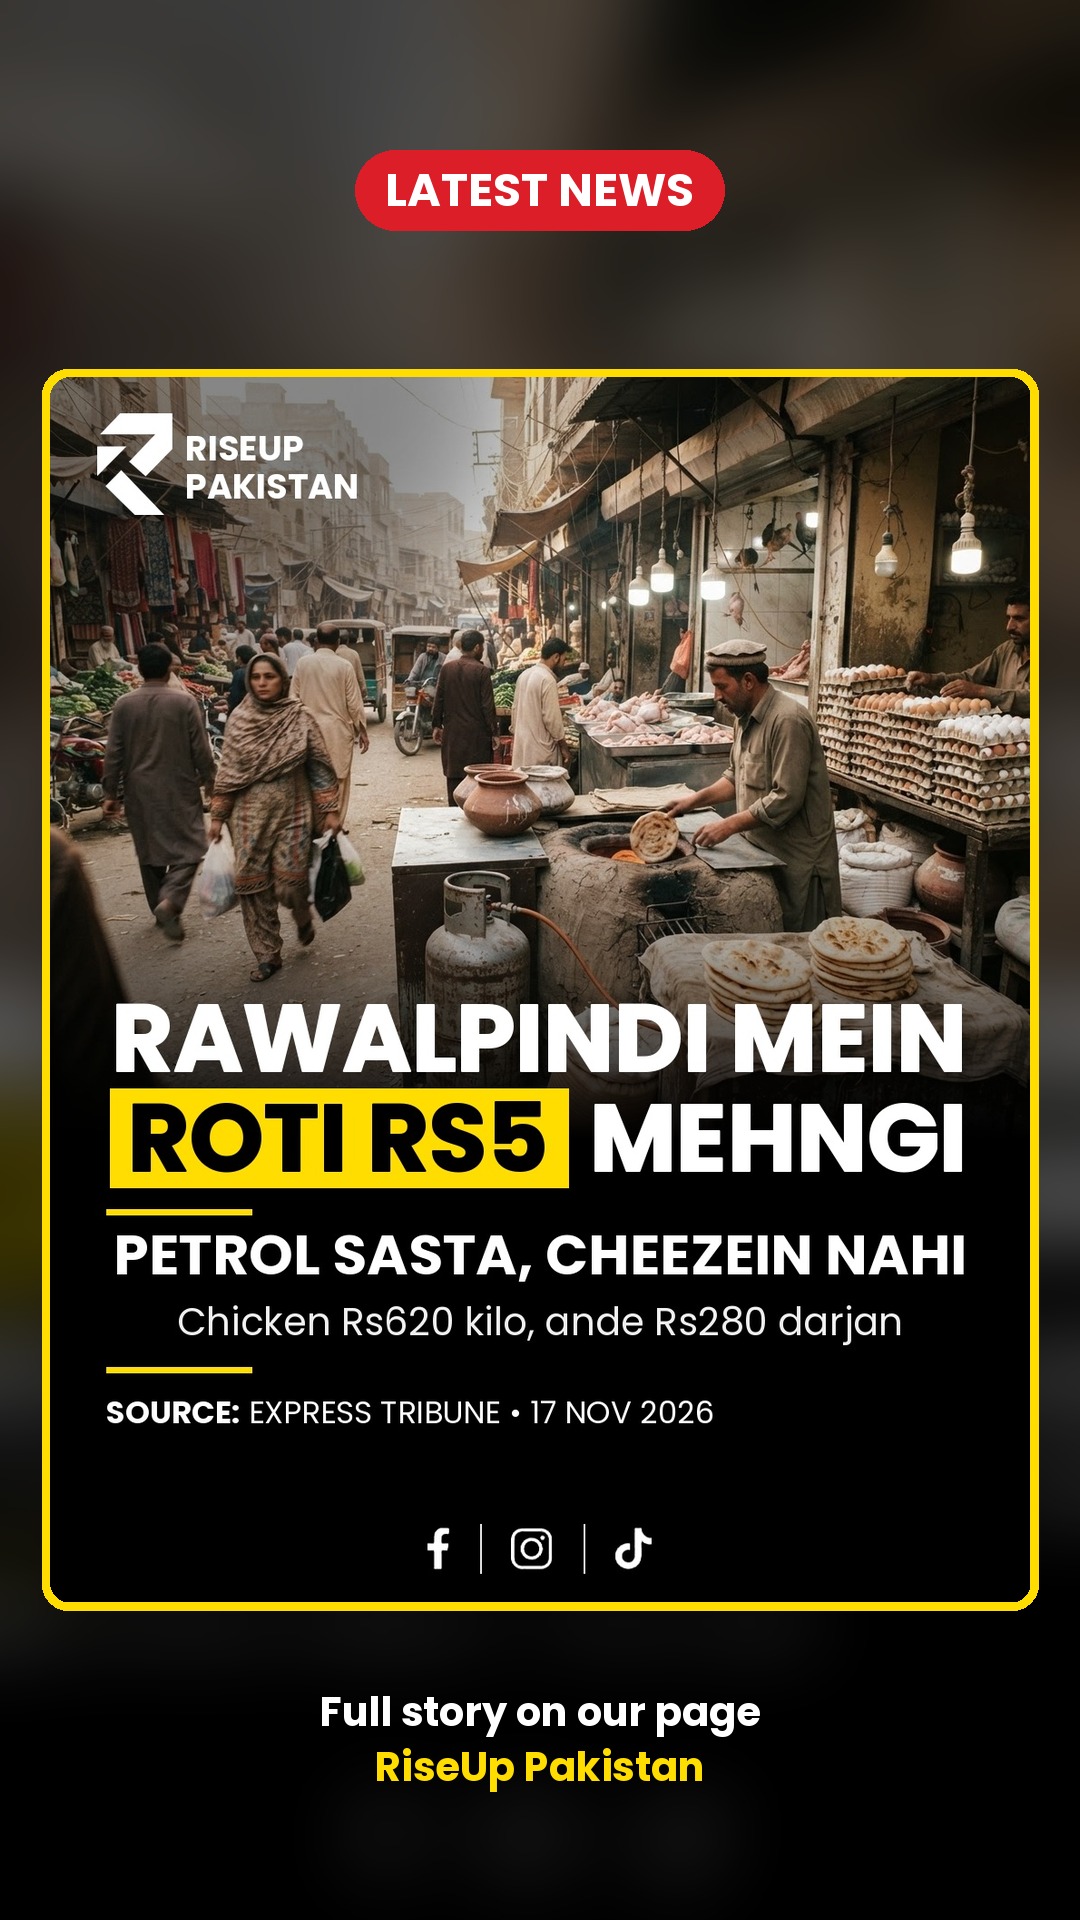 LATEST NEWS
RISEUP
PAKISTAN
RAWALPINDI MEIN
ROTI RS5 MEHNGI
PETROL SASTA, CHEEZEIN NAHI
Chicken Rs620 kilo, ande Rs280 darjan
SOURCE: EXPRESS TRIBUNE • 17 NOV 2026
Full story on our page
RiseUp Pakistan